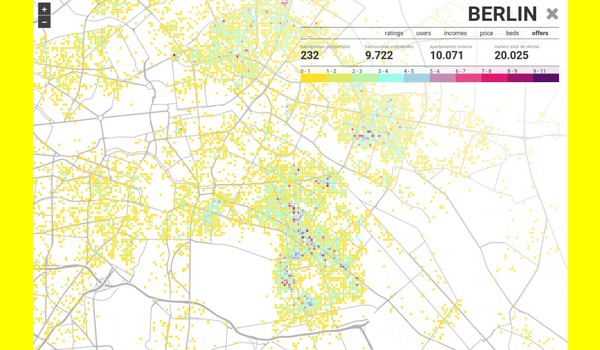 +
−
BERLIN ✖
ratings users incomes price beds offers
habitaciones compartidas habitaciones individuales apartamentos enteros número total de ofertas
232 9.722 10.071 20.025
0 - 1 1 - 2 2 - 3 3 - 4 4 - 5 5 - 6 6 - 7 7 - 8 8 - 9 9 - 11